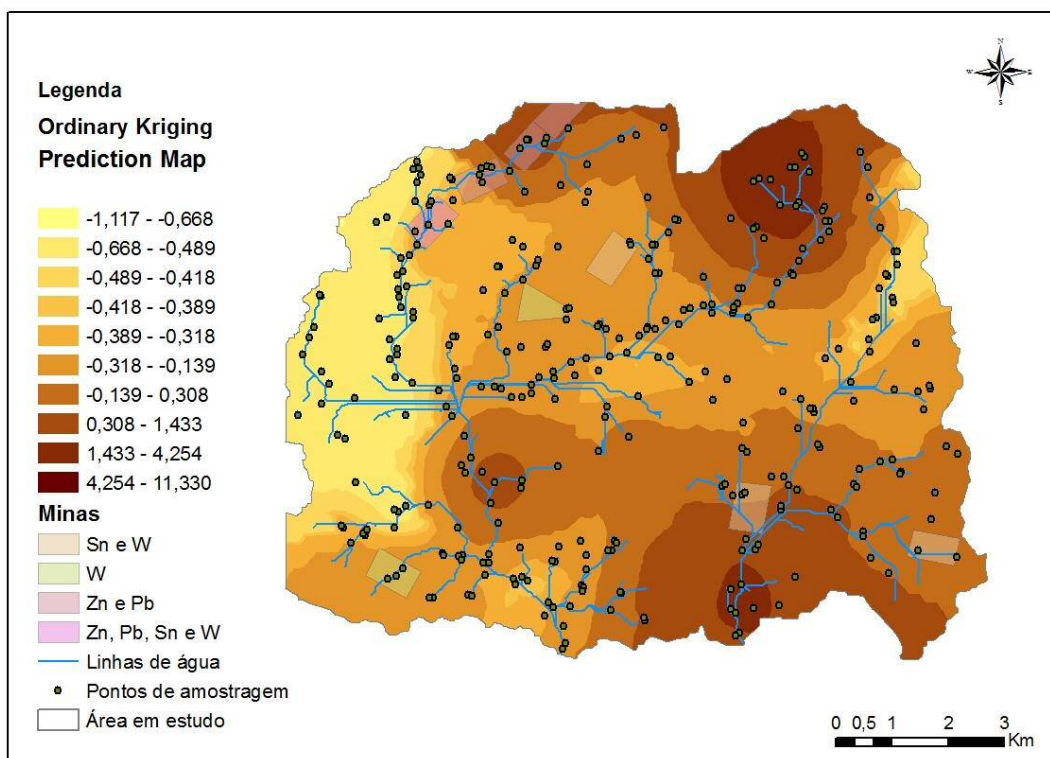 Legenda
Ordinary Kriging
Prediction Map
-1,117 - -0,668
-0,668 - -0,489
-0,489 - -0,418
-0,418 - -0,389
-0,389 - -0,318
-0,318 - -0,139
-0,139 - 0,308
0,308 - 1,433
1,433 - 4,254
4,254 - 11,330
Minas
Sn e W
W
Zn e Pb
Zn, Pb, Sn e W
Linhas de água
Pontos de amostragem
Área em estudo
N
W E
S
0 0,5 1 2 3
Km